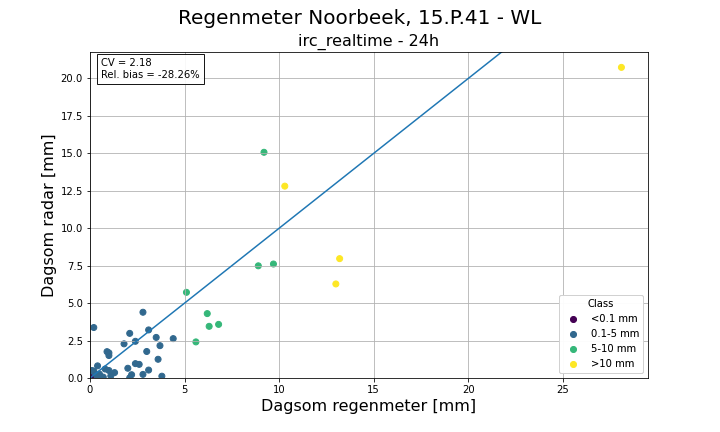 Regenmeter Noorbeek, 15.P.41 - WL
irc_realtime - 24h
CV = 2.18
Rel. bias = -28.26%
20.0
17.5
15.0
12.5
10.0
7.5
5.0
2.5
0.0
Dagsom radar [mm]
Class
<0.1 mm
0.1-5 mm
5-10 mm
>10 mm
0
5
10
15
20
25
Dagsom regenmeter [mm]